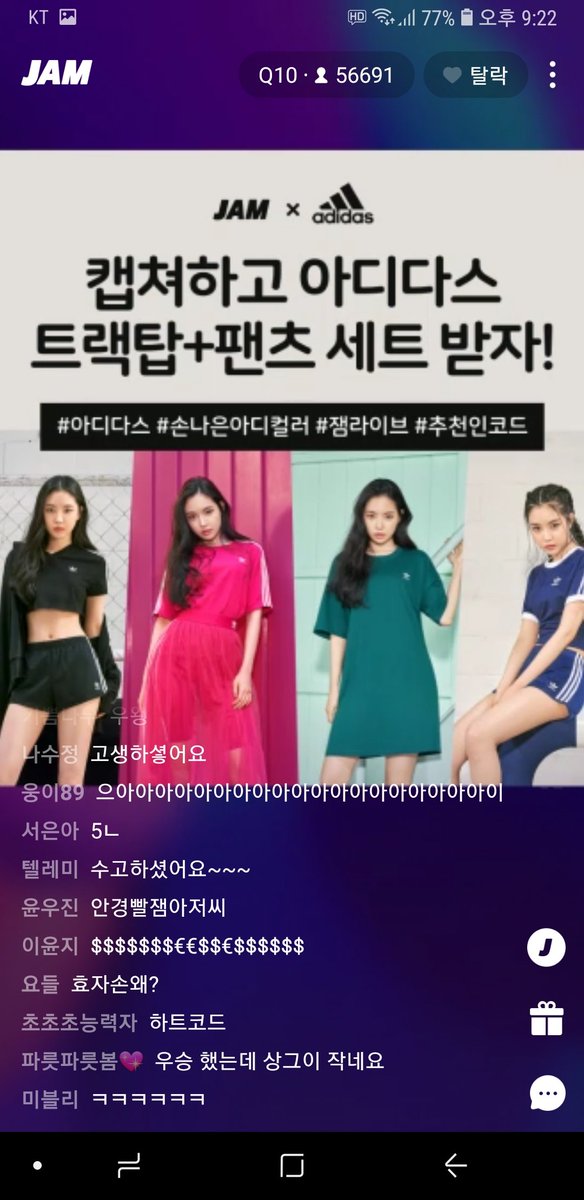 KT HD 77% 오후 9:22
JAM Q10 · 56691 탈락
JAM × adidas
캡쳐하고 아디다스
트랙탑+팬츠 세트 받자!
#아디다스 #손나은아디컬러 #잼라이브 #추천인코드
우왕
나수정 고생하셯어요
웅이89 으아아아아아아아아아아아아아아아아아아아아이
서은아 5ㄴ
텔레미 수고하셨어요~~~
윤우진 안경빨잼아저씨
이윤지 $$$$$$$€€$$€$$$$$$
요들 효자손왜?
초초초능력자 하트코드
파릇파릇봄💖 우승 했는데 상그이 작네요
미블리 ㅋㅋㅋㅋㅋㅋ
J